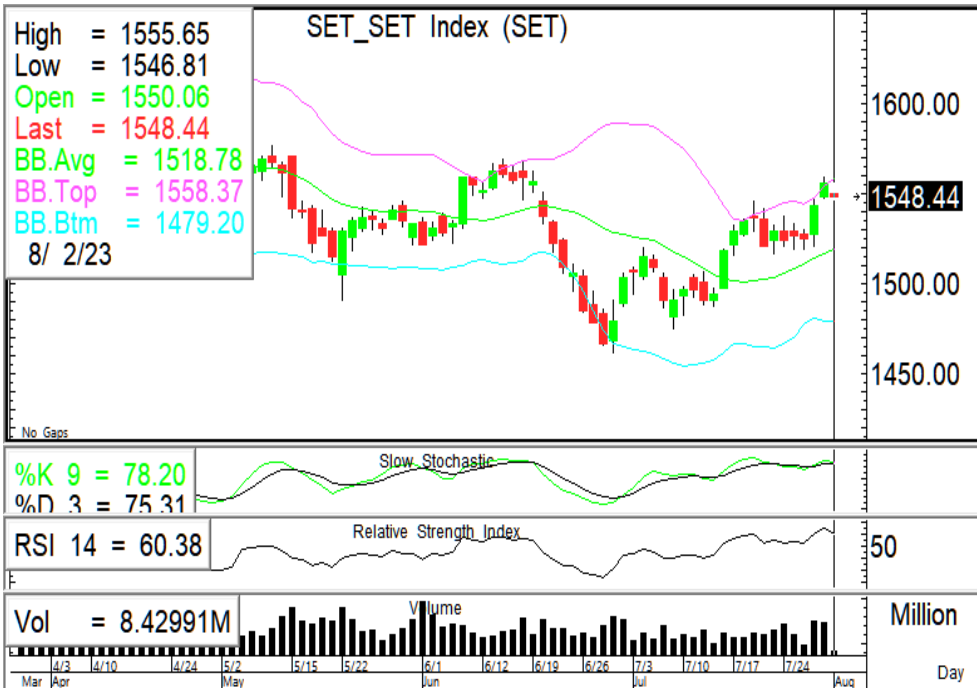 SET_SET Index (SET)
High = 1555.65
Low = 1546.81
Open = 1550.06
Last = 1548.44
BB.Avg = 1518.78
BB.Top = 1558.37
BB.Btm = 1479.20
8/ 2/23
1600.00
1548.44
1500.00
1450.00
No Gaps
Slow Stochastic
%K 9 = 78.20
%D 3 = 75.31
Relative Strength Index
RSI 14 = 60.38
50
Volume
Vol = 8.42991M
Million
4/3 4/10 4/24 5/2 5/15 5/22 6/1 6/12 6/19 6/26 7/3 7/10 7/17 7/24
Mar Apr May Jun Jul Aug
Day